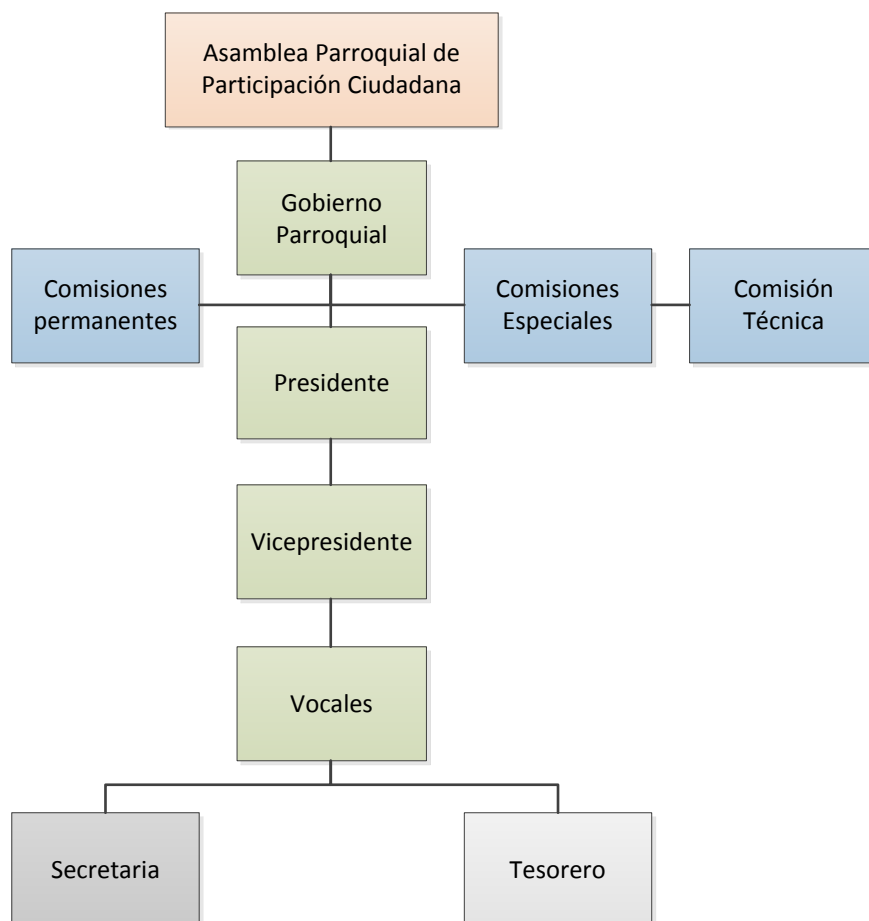 Asamblea Parroquial de
Participación Ciudadana
Gobierno
Parroquial
Comisiones
permanentes
Comisiones
Especiales
Comisión
Técnica
Presidente
Vicepresidente
Vocales
Secretaria
Tesorero